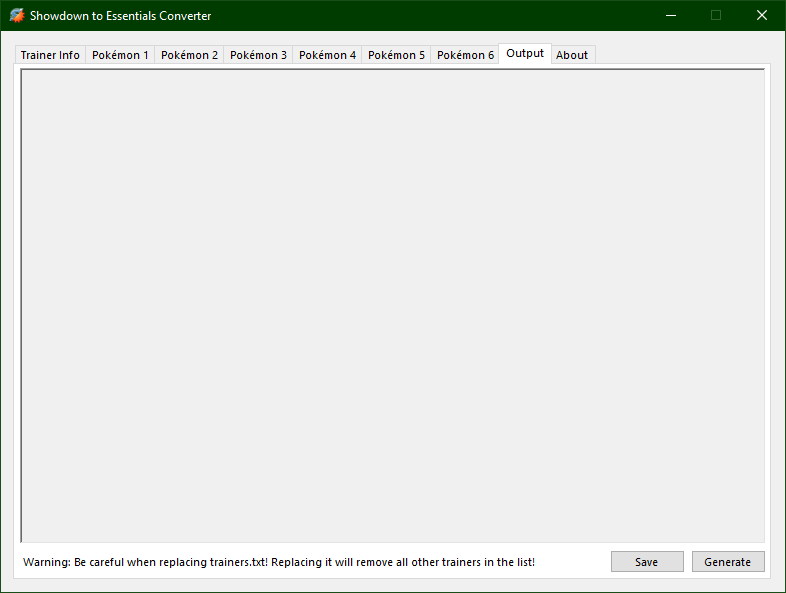 Showdown to Essentials Converter
Trainer Info Pokémon 1 Pokémon 2 Pokémon 3 Pokémon 4 Pokémon 5 Pokémon 6 Output About
Warning: Be careful when replacing trainers.txt! Replacing it will remove all other trainers in the list! Save Generate